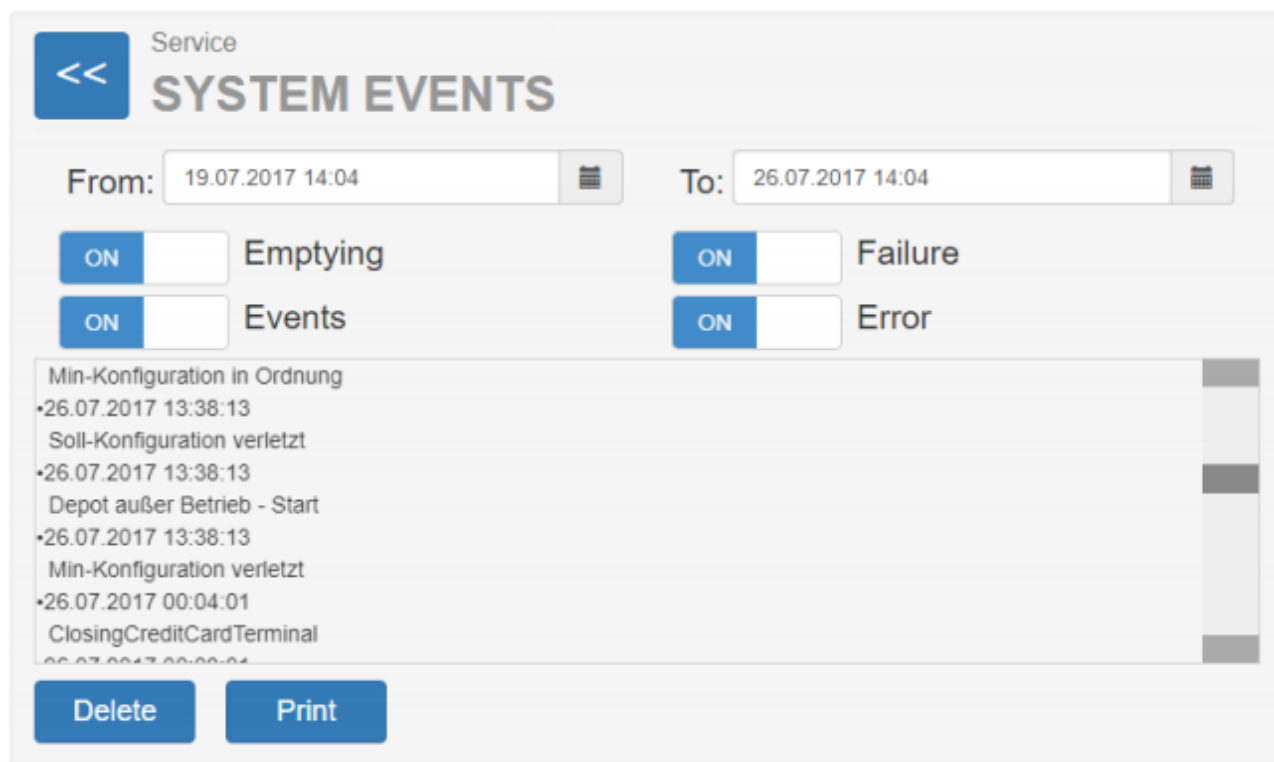 <<
Service
SYSTEM EVENTS
From: 19.07.2017 14:04 To: 26.07.2017 14:04
ON Emptying ON Failure
ON Events ON Error
Min-Konfiguration in Ordnung
•26.07.2017 13:38:13
Soll-Konfiguration verletzt
•26.07.2017 13:38:13
Depot außer Betrieb - Start
•26.07.2017 13:38:13
Min-Konfiguration verletzt
•26.07.2017 00:04:01
ClosingCreditCardTerminal
Delete Print